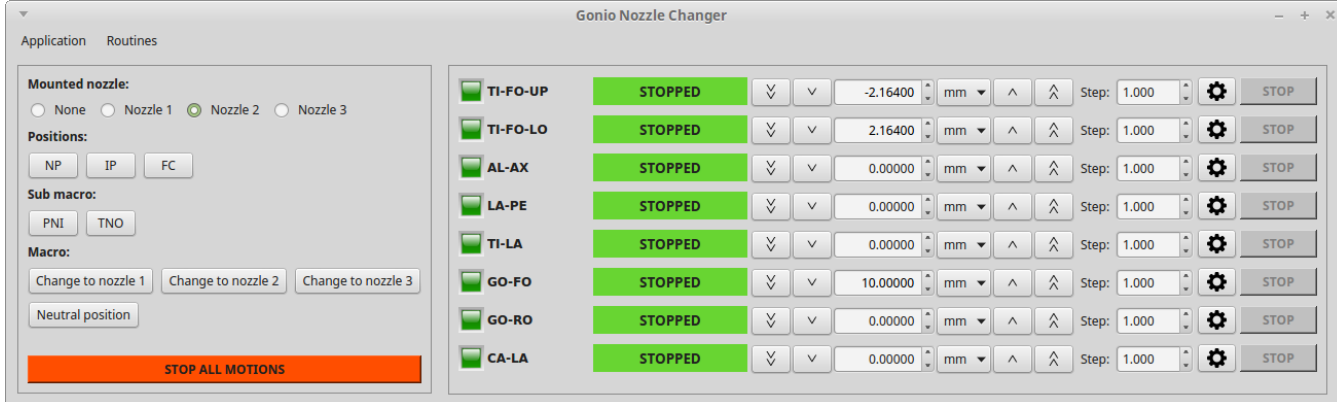 Gonio Nozzle Changer
Application Routines
Mounted nozzle:
None Nozzle 1 Nozzle 2 Nozzle 3
Positions:
NP IP FC
Sub macro:
PNI TNO
Macro:
Change to nozzle 1 Change to nozzle 2 Change to nozzle 3
Neutral position
STOP ALL MOTIONS
TI-FO-UP STOPPED -2.16400 mm Step: 1.000 STOP
TI-FO-LO STOPPED 2.16400 mm Step: 1.000 STOP
AL-AX STOPPED 0.00000 mm Step: 1.000 STOP
LA-PE STOPPED 0.00000 mm Step: 1.000 STOP
TI-LA STOPPED 0.00000 mm Step: 1.000 STOP
GO-FO STOPPED 10.00000 mm Step: 1.000 STOP
GO-RO STOPPED 0.00000 mm Step: 1.000 STOP
CA-LA STOPPED 0.00000 mm Step: 1.000 STOP